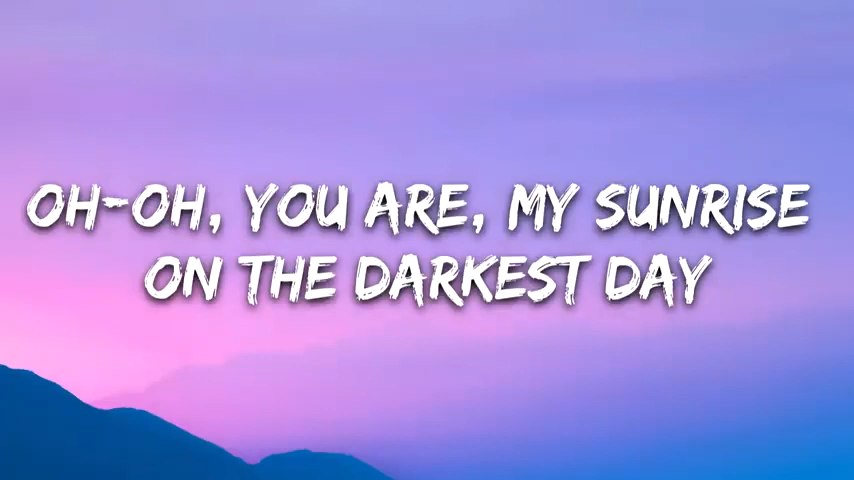 OH-OH, YOU ARE, MY SUNRISE
ON THE DARKEST DAY